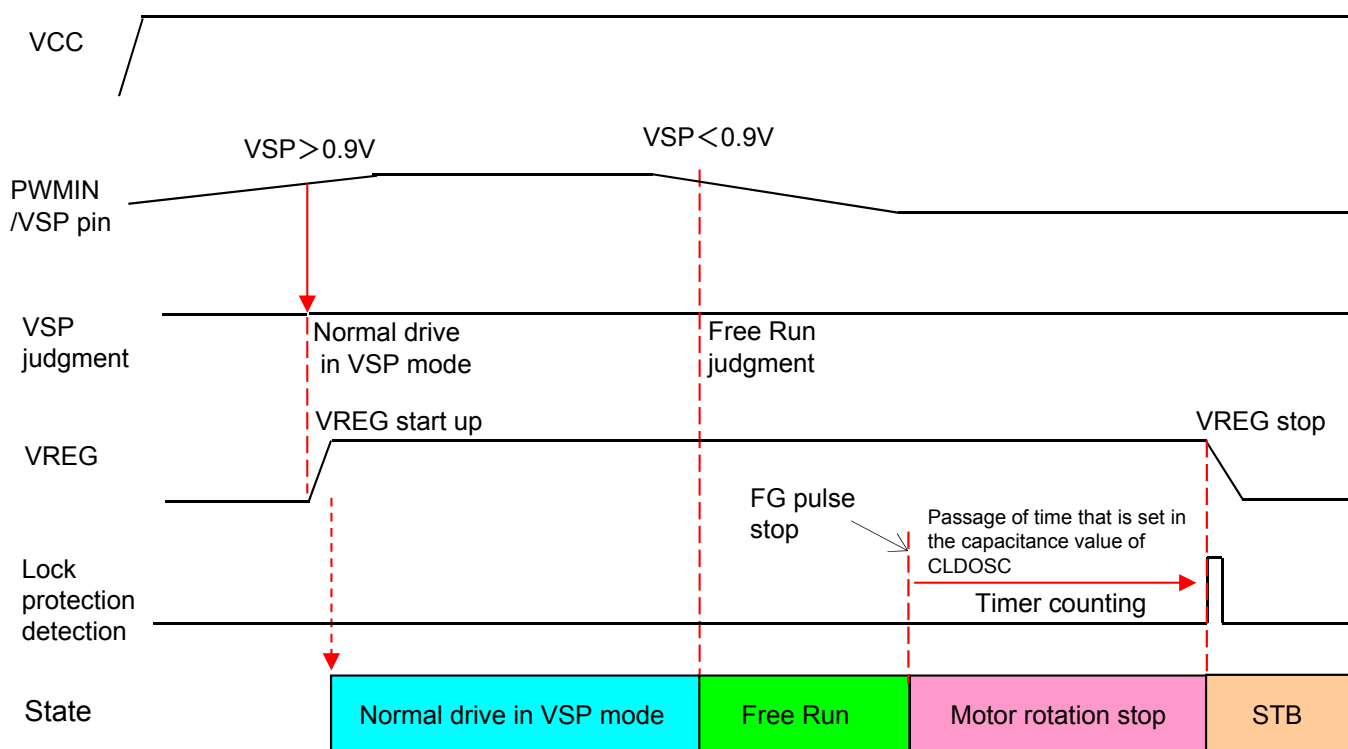 VCC
VSP＞0.9V
VSP＜0.9V
PWMIN
/VSP pin
VSP
judgment
Normal drive
in VSP mode
Free Run
judgment
VREG start up
VREG stop
VREG
FG pulse
stop
Passage of time that is set in
the capacitance value of
CLDOSC
Timer counting
Lock
protection
detection
State
Normal drive in VSP mode
Free Run
Motor rotation stop
STB